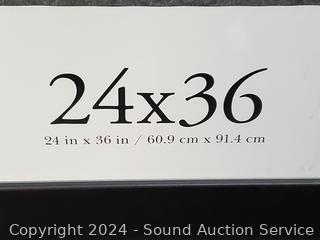 24x36
24 in x 36 in / 60.9 cm x 91.4 cm
Copyright 2024 - Sound Auction Service